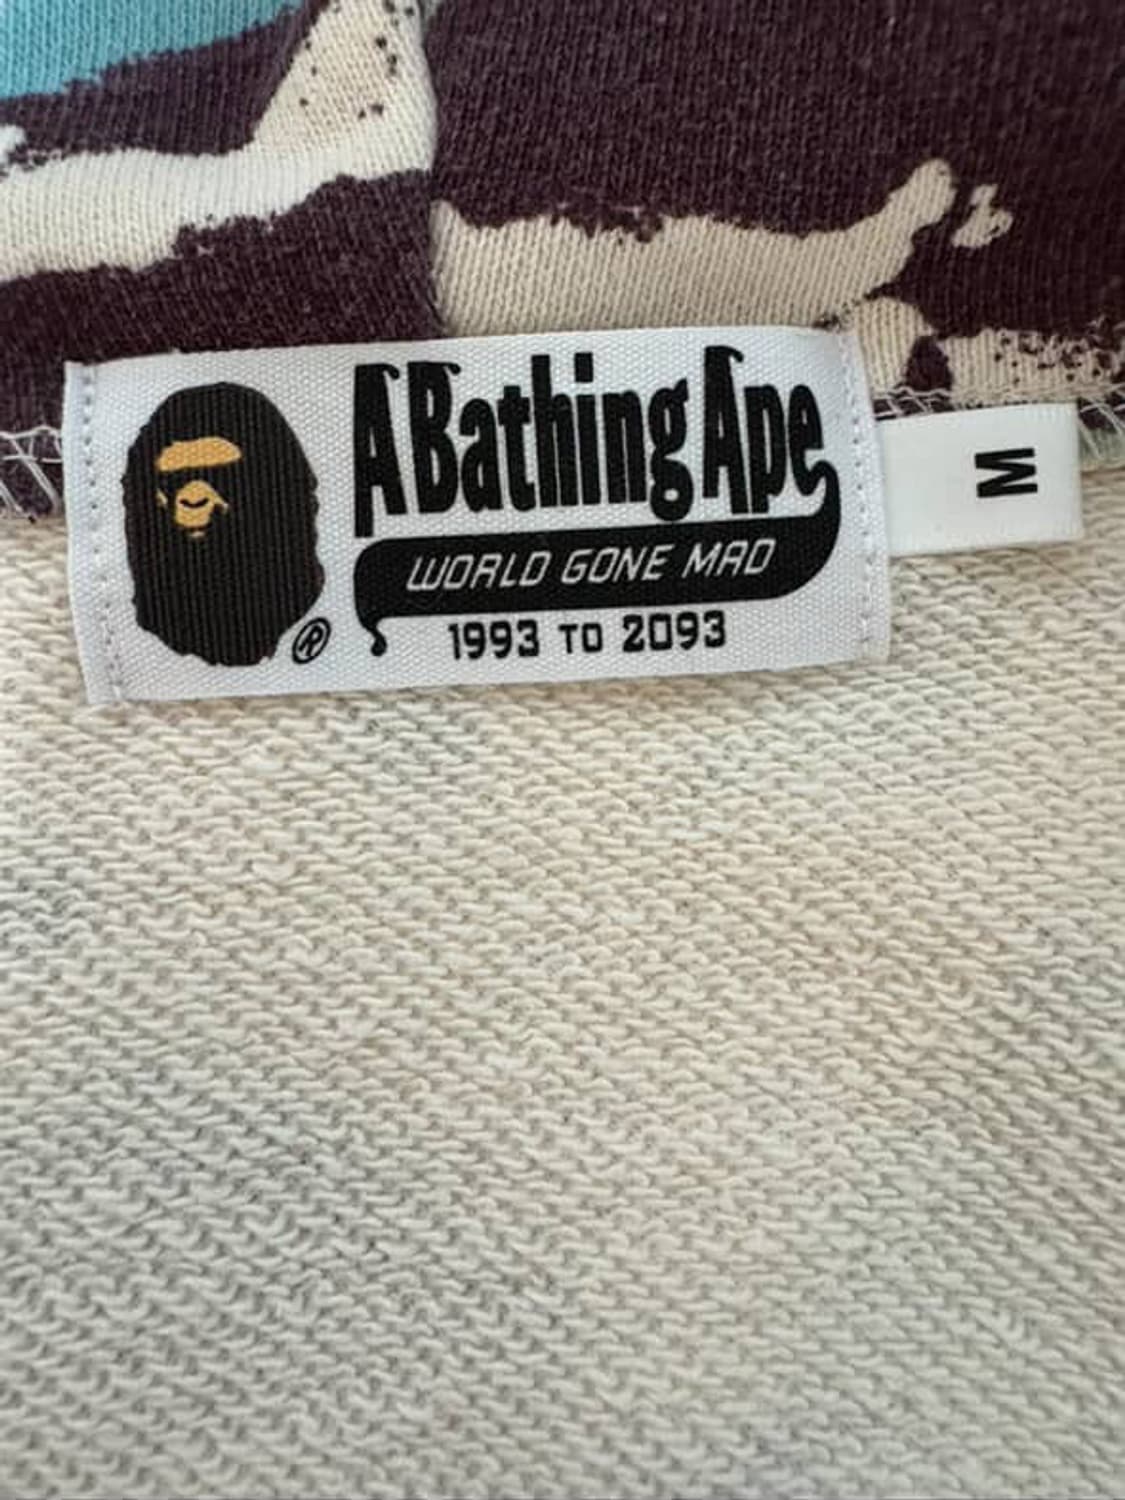 A Bathing Ape
WORLD GONE MAD
1993 TO 2093
®
M